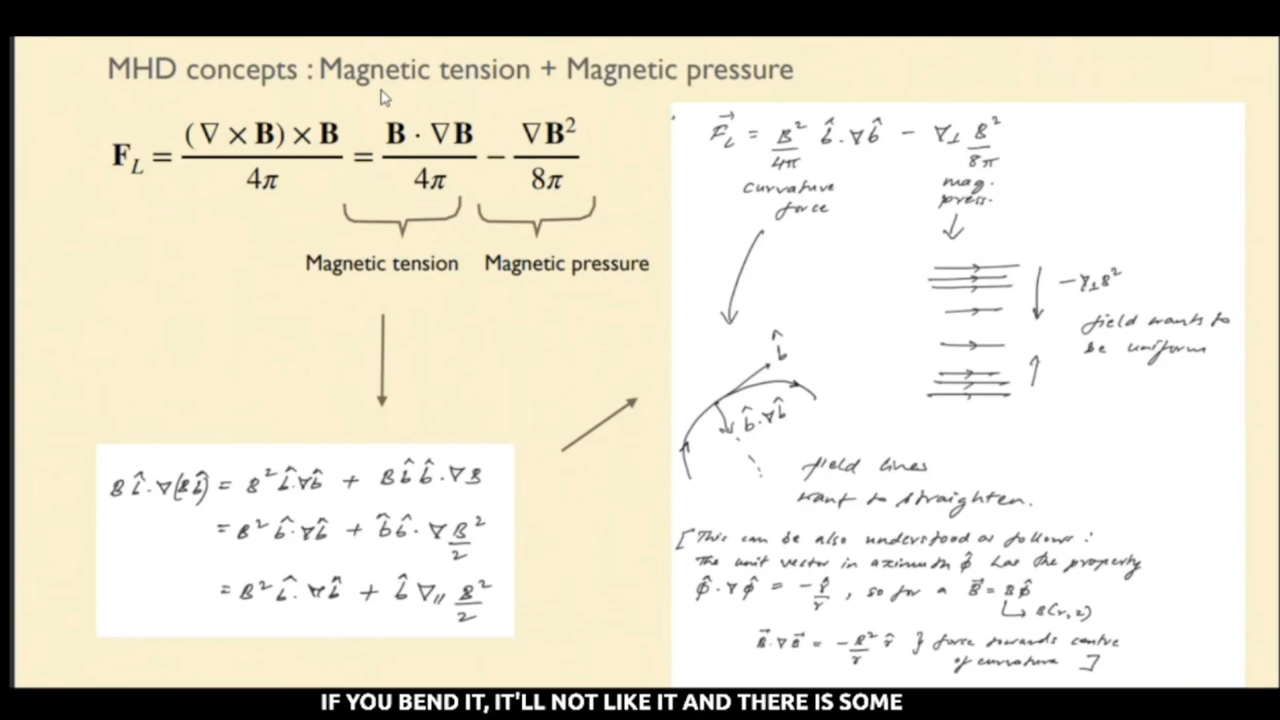 MHD concepts : Magnetic tension + Magnetic pressure
F_L = (∇ × B) × B / 4π = B · ∇B / 4π − ∇B² / 8π
Magnetic tension Magnetic pressure
B b̂·∇(B b̂) = B² b̂·∇b̂ + B b̂ b̂·∇B
= B² b̂·∇b̂ + b̂ b̂·∇ B²/2
= B² b̂·∇b̂ + b̂ ∇∥ B²/2
F⃗_L = B²/4π b̂·∇b̂ − ∇⊥ B²/8π
curvature force
mag. press.
−∇⊥B²
field wants to
be uniform
b̂
b̂·∇b̂
field lines
want to straighten.
[This can be also understood as follows:
The unit vector in azimuth φ̂ has the property
φ̂·∇φ̂ = −r̂/r, so for a B⃗ = Bφ̂
↳ B(r,z)
B⃗·∇B⃗ = −B²/r r̂ } force towards centre
of curvature ]
IF YOU BEND IT, IT'LL NOT LIKE IT AND THERE IS SOME